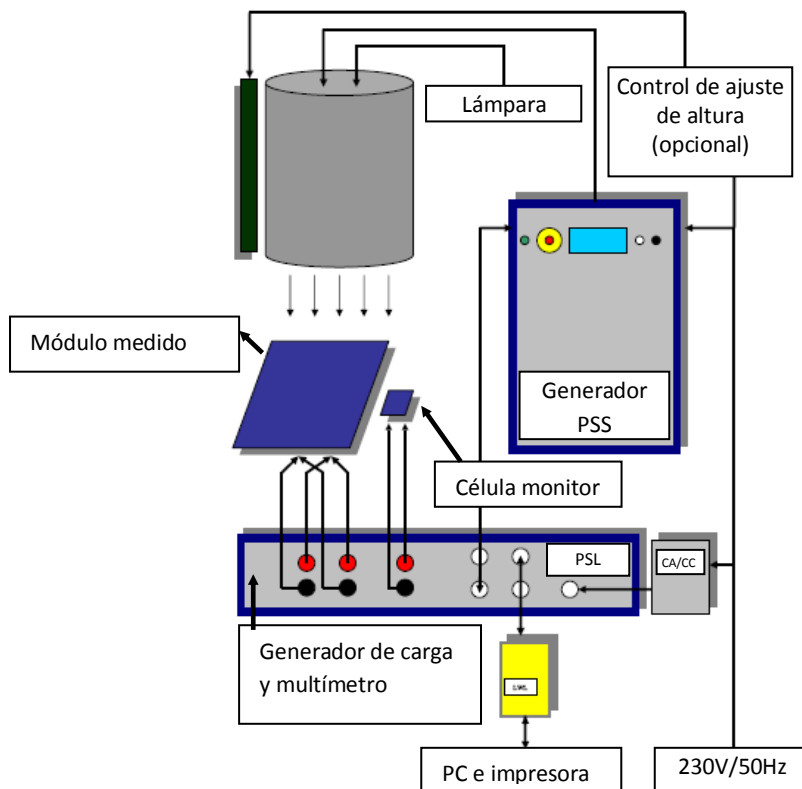 Lámpara
Control de ajuste
de altura
(opcional)
Módulo medido
Generador
PSS
Célula monitor
PSL
CA/CC
Generador de carga
y multímetro
LWL
PC e impresora
230V/50Hz